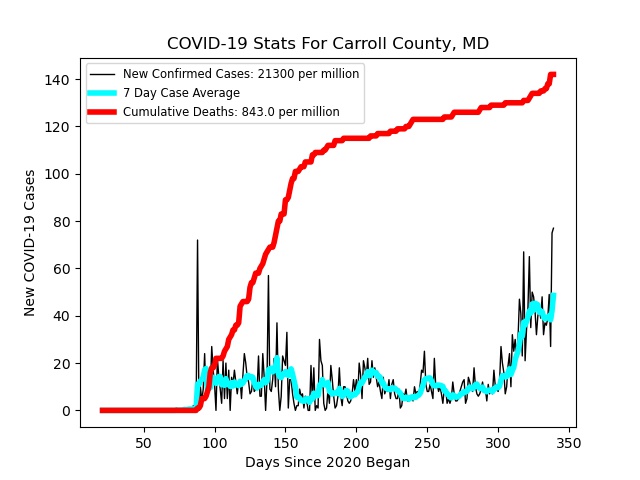 COVID-19 Stats For Carroll County, MD
New Confirmed Cases: 21300 per million
7 Day Case Average
Cumulative Deaths: 843.0 per million
New COVID-19 Cases
140
120
100
80
60
40
20
0
50
100
150
200
250
300
350
Days Since 2020 Began